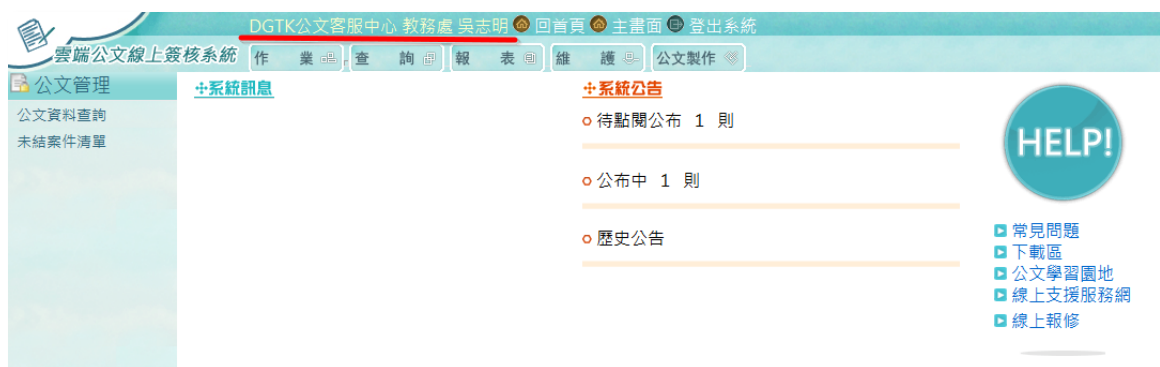 DGTK公文客服中心 教務處 吳志明 回首頁 主畫面 登出系統
雲端公文線上簽核系統 作 業 查 詢 報 表 維 護 公文製作
公文管理
公文資料查詢
未結案件清單
系統訊息
系統公告
待點閱公布 1 則
公布中 1 則
歷史公告
HELP!
常見問題
下載區
公文學習園地
線上支援服務網
線上報修